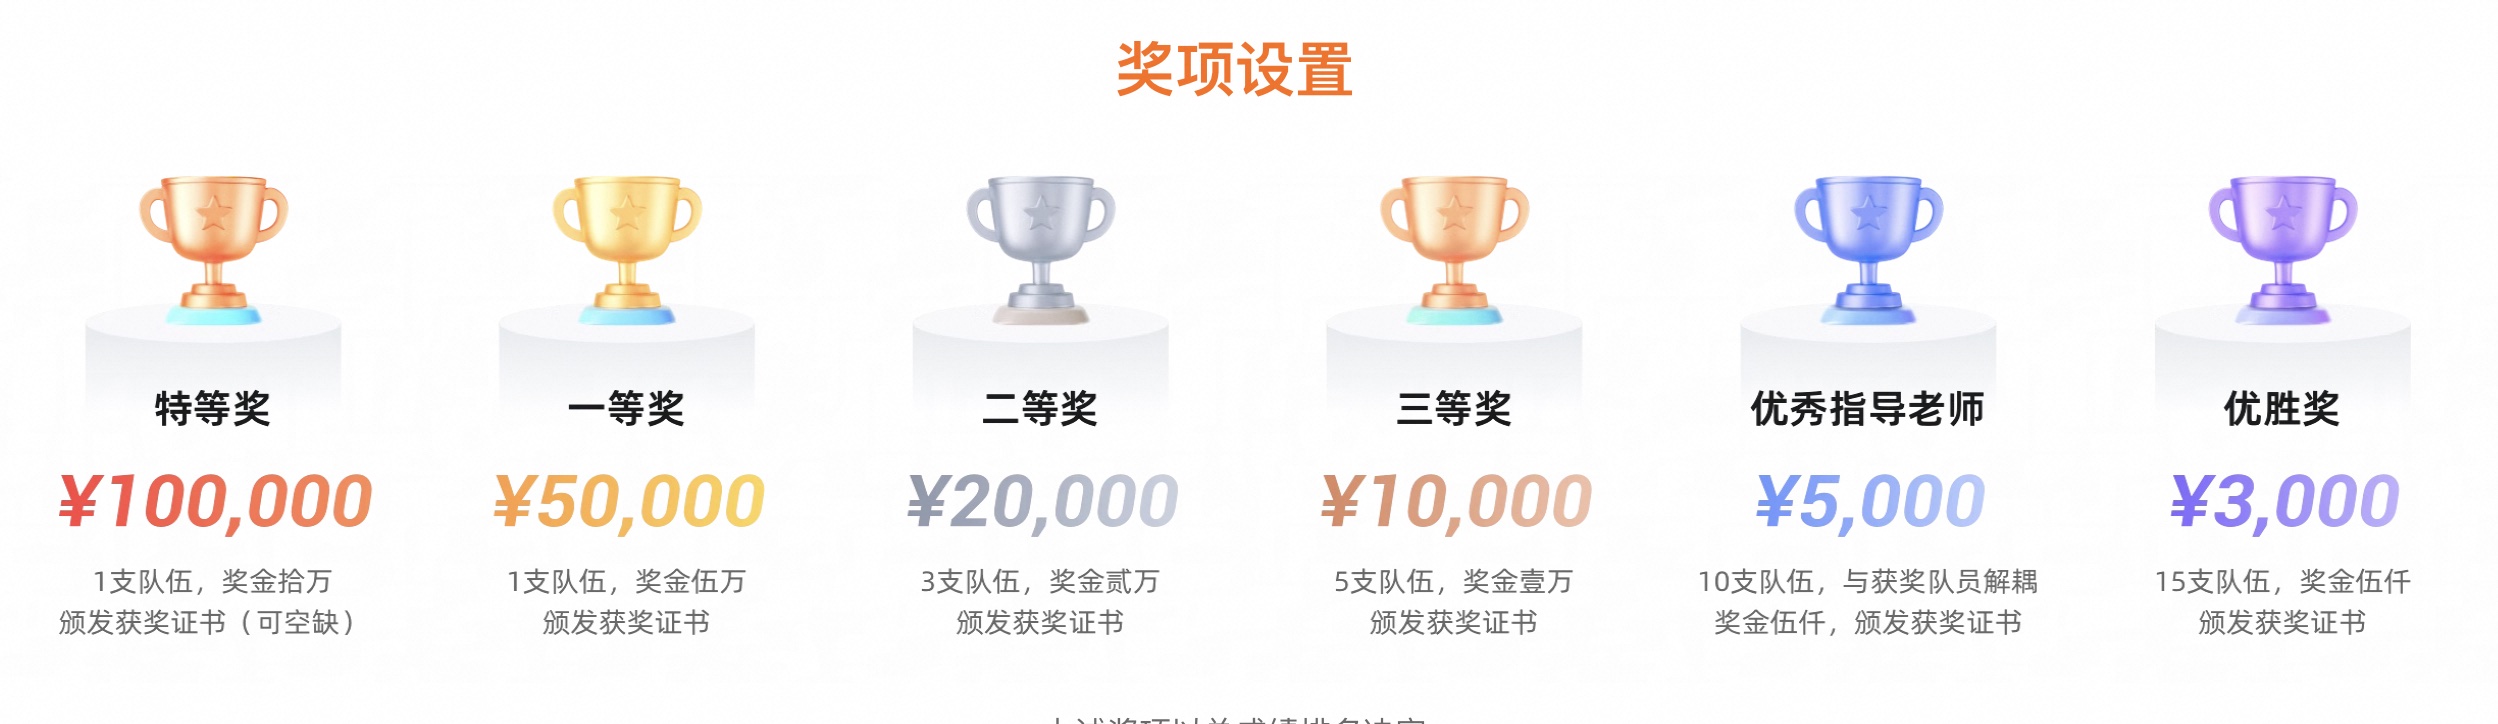 奖项设置
特等奖
¥100,000
1支队伍，奖金拾万
颁发获奖证书（可空缺）
一等奖
¥50,000
1支队伍，奖金伍万
颁发获奖证书
二等奖
¥20,000
3支队伍，奖金贰万
颁发获奖证书
三等奖
¥10,000
5支队伍，奖金壹万
颁发获奖证书
优秀指导老师
¥5,000
10支队伍，与获奖队员解耦
奖金伍仟，颁发获奖证书
优胜奖
¥3,000
15支队伍，奖金伍仟
颁发获奖证书